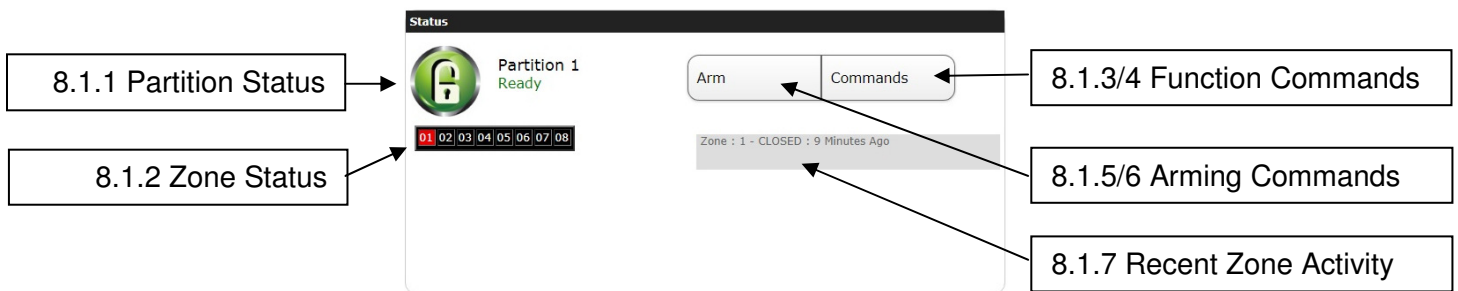 Status
8.1.1 Partition Status
Partition 1
Ready
Arm
Commands
8.1.3/4 Function Commands
01 02 03 04 05 06 07 08
Zone : 1 - CLOSED : 9 Minutes Ago
8.1.2 Zone Status
8.1.5/6 Arming Commands
8.1.7 Recent Zone Activity